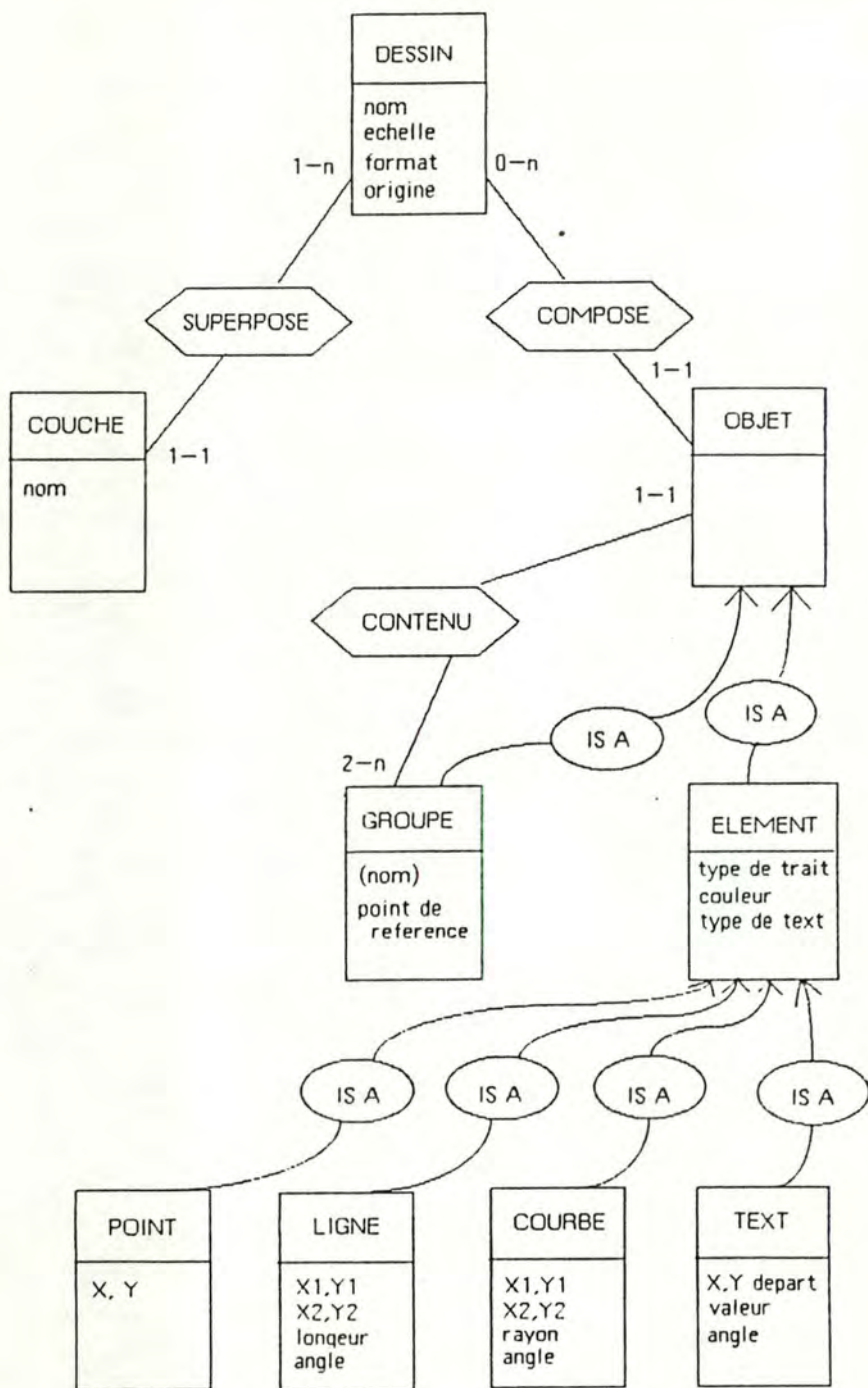 DESSIN
nom
echelle
1-n format 0-n
origine
SUPERPOSE COMPOSE
1-1
COUCHE OBJET
1-1
nom 1-1
CONTENU
IS A IS A
2-n
GROUPE ELEMENT
(nom) type de trait
couleur
point de type de text
reference
IS A IS A IS A IS A
POINT LIGNE COURBE TEXT
X, Y X1,Y1 X1,Y1 X,Y depart
X2,Y2 X2,Y2 valeur
lonqeur rayon angle
angle angle